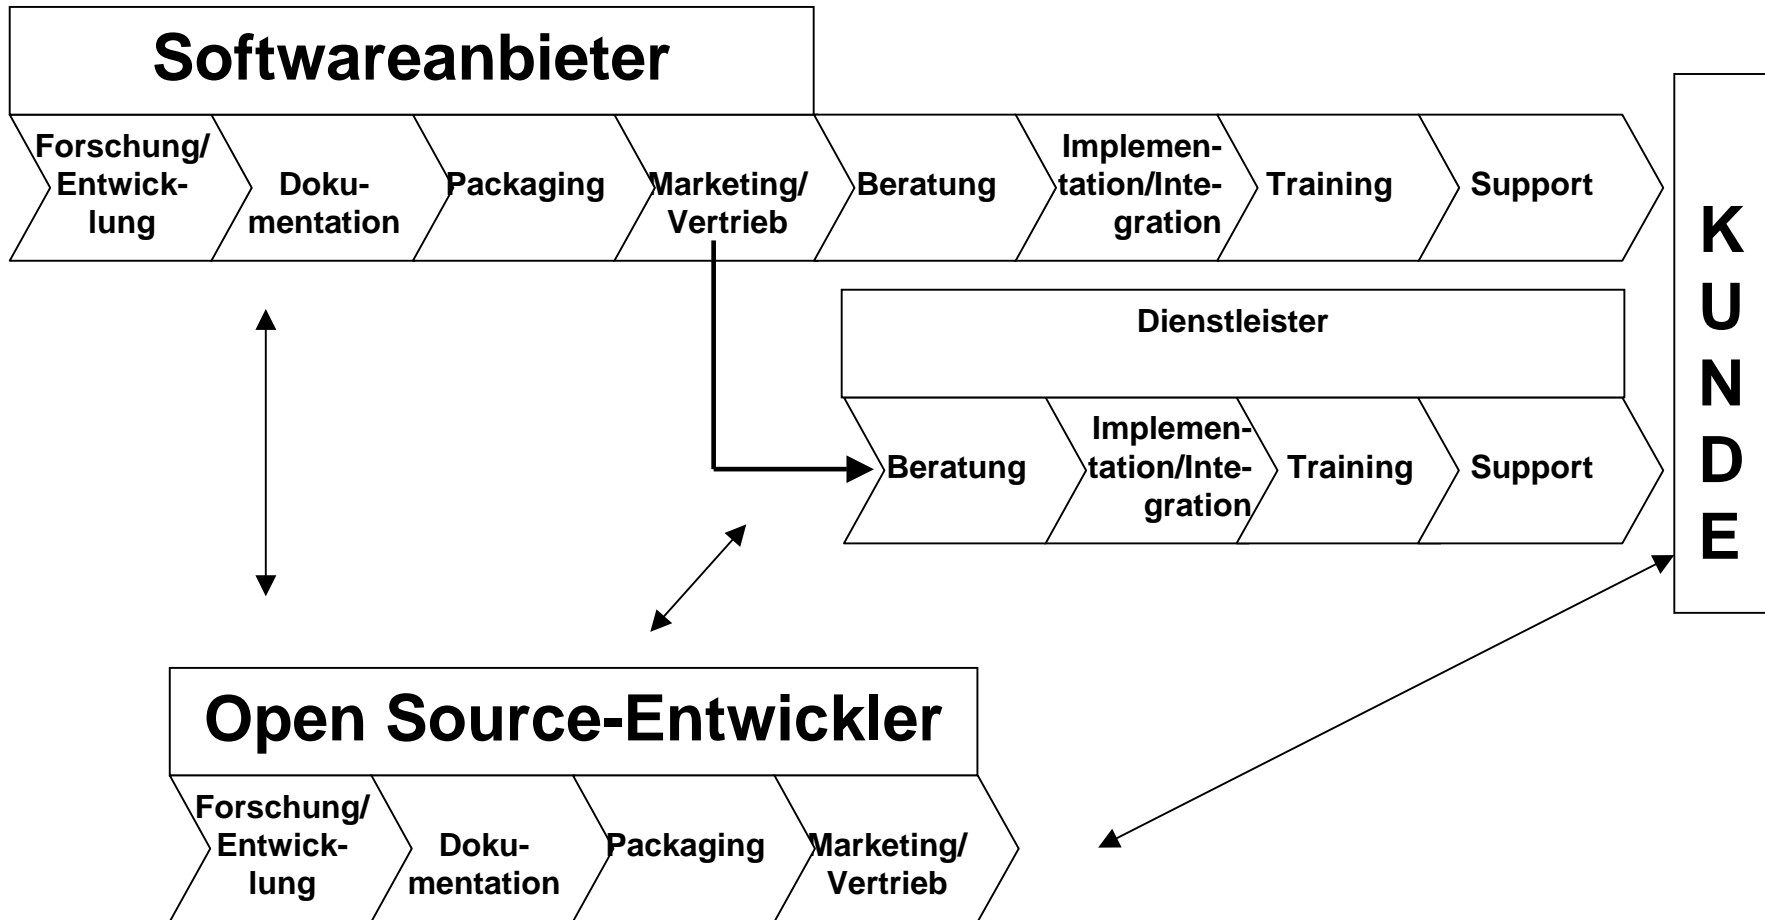 Softwareanbieter
Forschung/
Entwick-
lung
Doku-
mentation
Packaging
Marketing/
Vertrieb
Beratung
Implemen-
tation/Inte-
gration
Training
Support
K
U
N
D
E
Dienstleister
Beratung
Implemen-
tation/Inte-
gration
Training
Support
Open Source-Entwickler
Forschung/
Entwick-
lung
Doku-
mentation
Packaging
Marketing/
Vertrieb